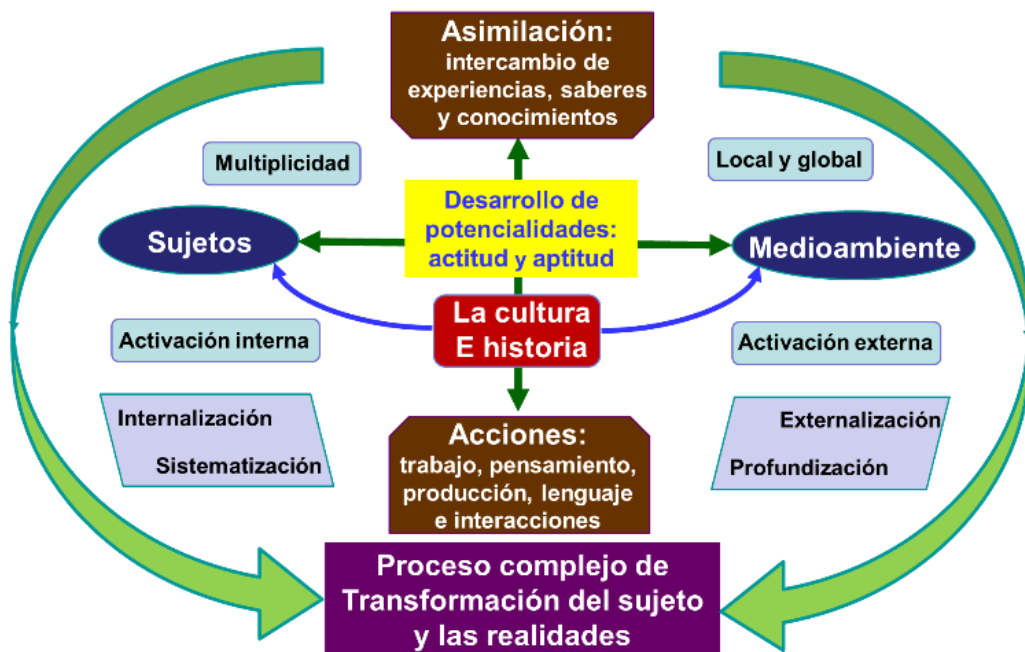 Asimilación:
intercambio de
experiencias, saberes
y conocimientos
Multiplicidad
Local y global
Desarrollo de
potencialidades:
actitud y aptitud
Sujetos
Medioambiente
La cultura
E historia
Activación interna
Activación externa
Internalización
Sistematización
Externalización
Profundización
Acciones:
trabajo, pensamiento,
producción, lenguaje
e interacciones
Proceso complejo de
Transformación del sujeto
y las realidades